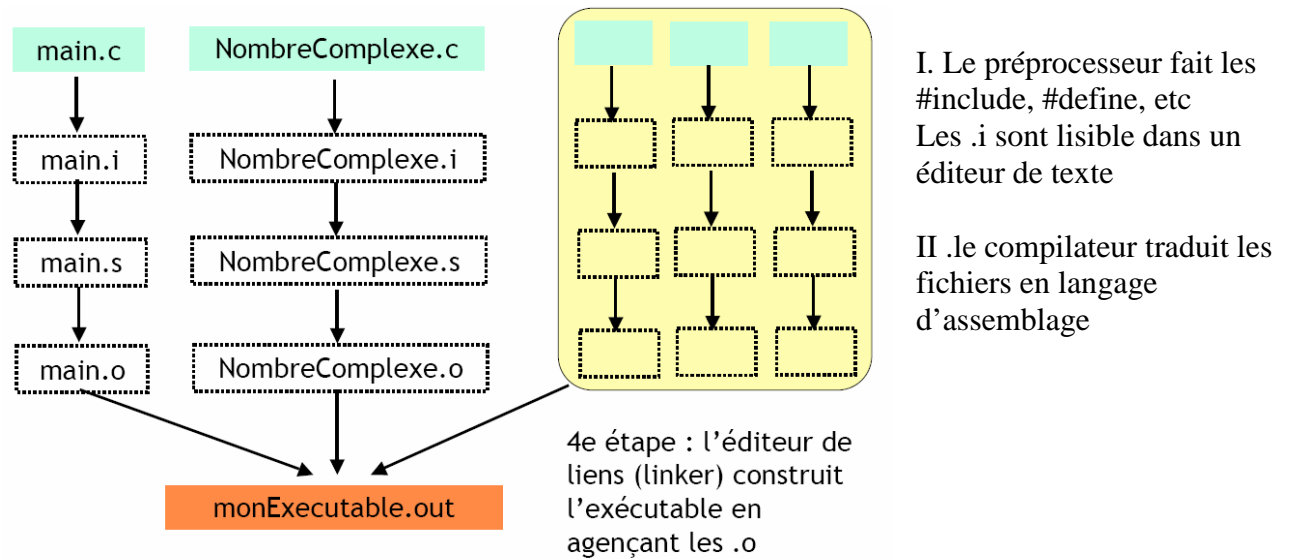 main.c
NombreComplexe.c
main.i
NombreComplexe.i
main.s
NombreComplexe.s
main.o
NombreComplexe.o
monExecutable.out
4e étape : l'éditeur de
liens (linker) construit
l'exécutable en
agençant les .o
I. Le préprocesseur fait les
#include, #define, etc
Les .i sont lisible dans un
éditeur de texte
II .le compilateur traduit les
fichiers en langage
d’assemblage